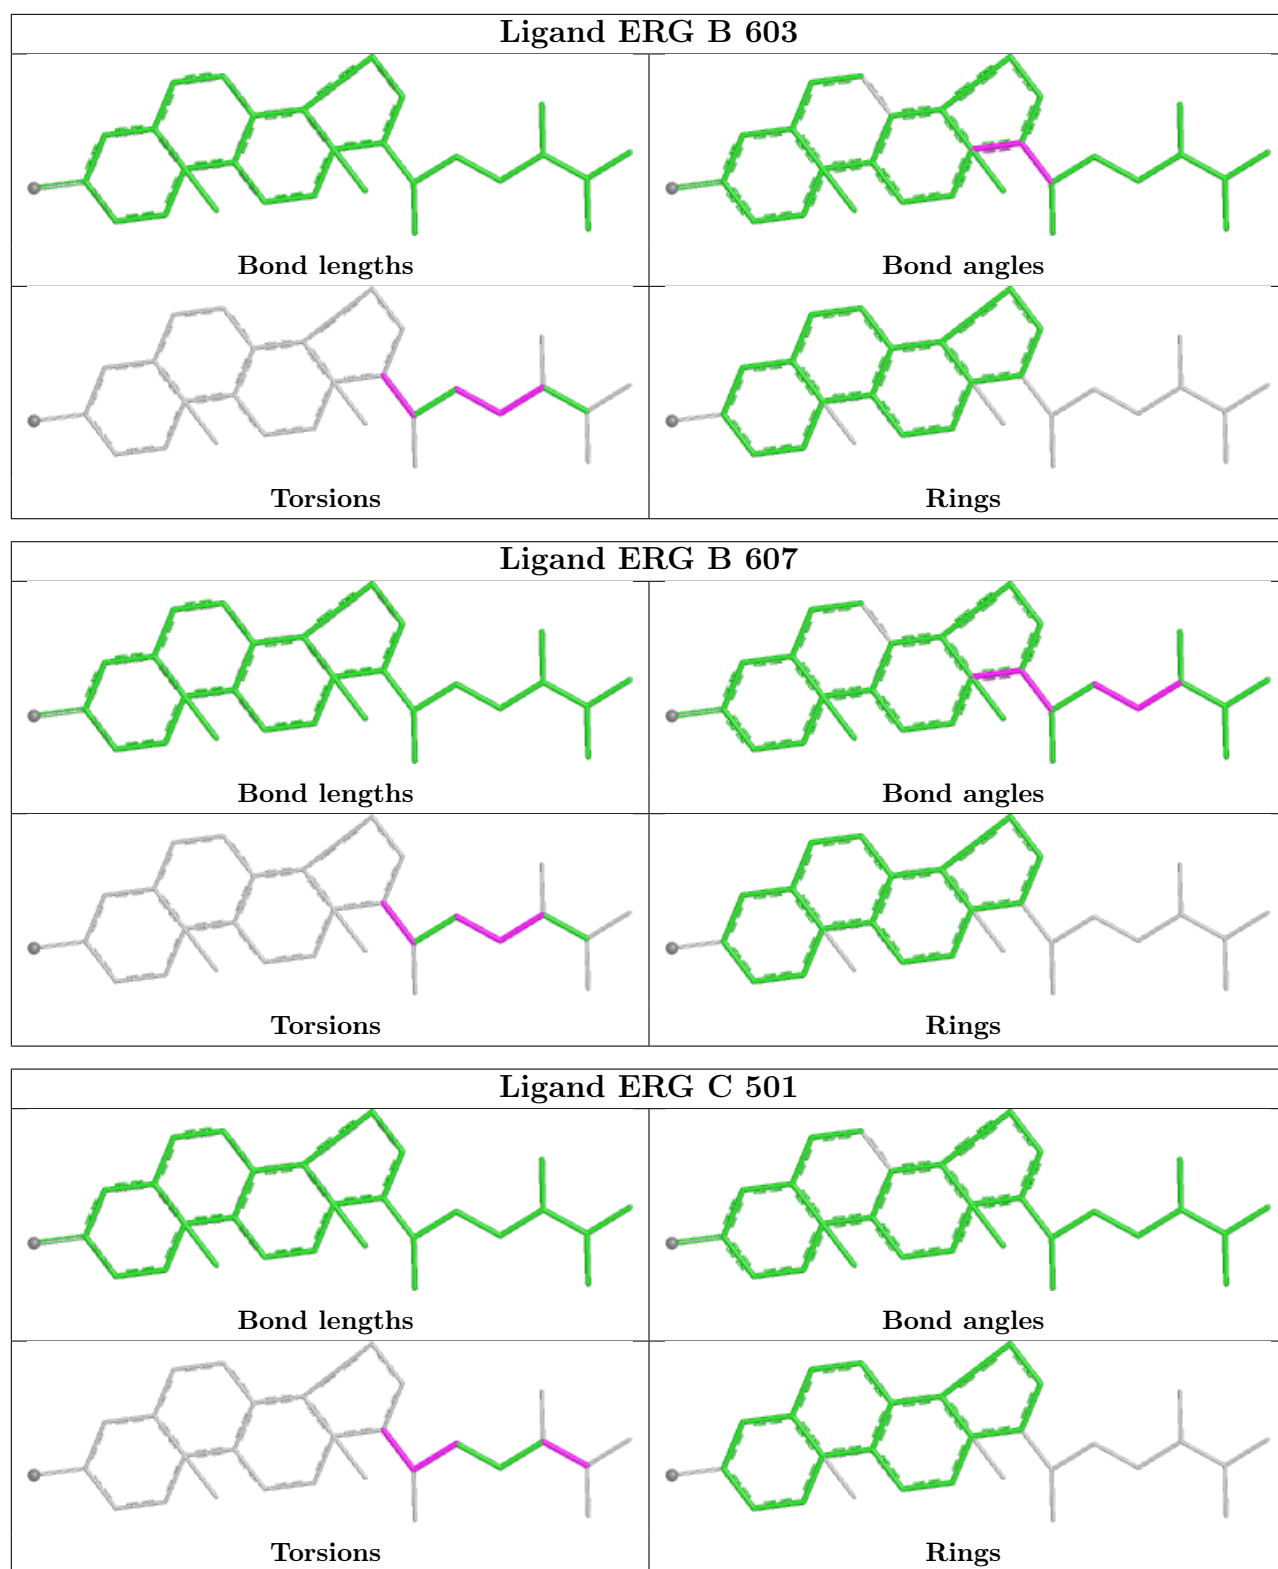 Ligand ERG B 603
Bond lengths
Bond angles
Torsions
Rings
Ligand ERG B 607
Bond lengths
Bond angles
Torsions
Rings
Ligand ERG C 501
Bond lengths
Bond angles
Torsions
Rings